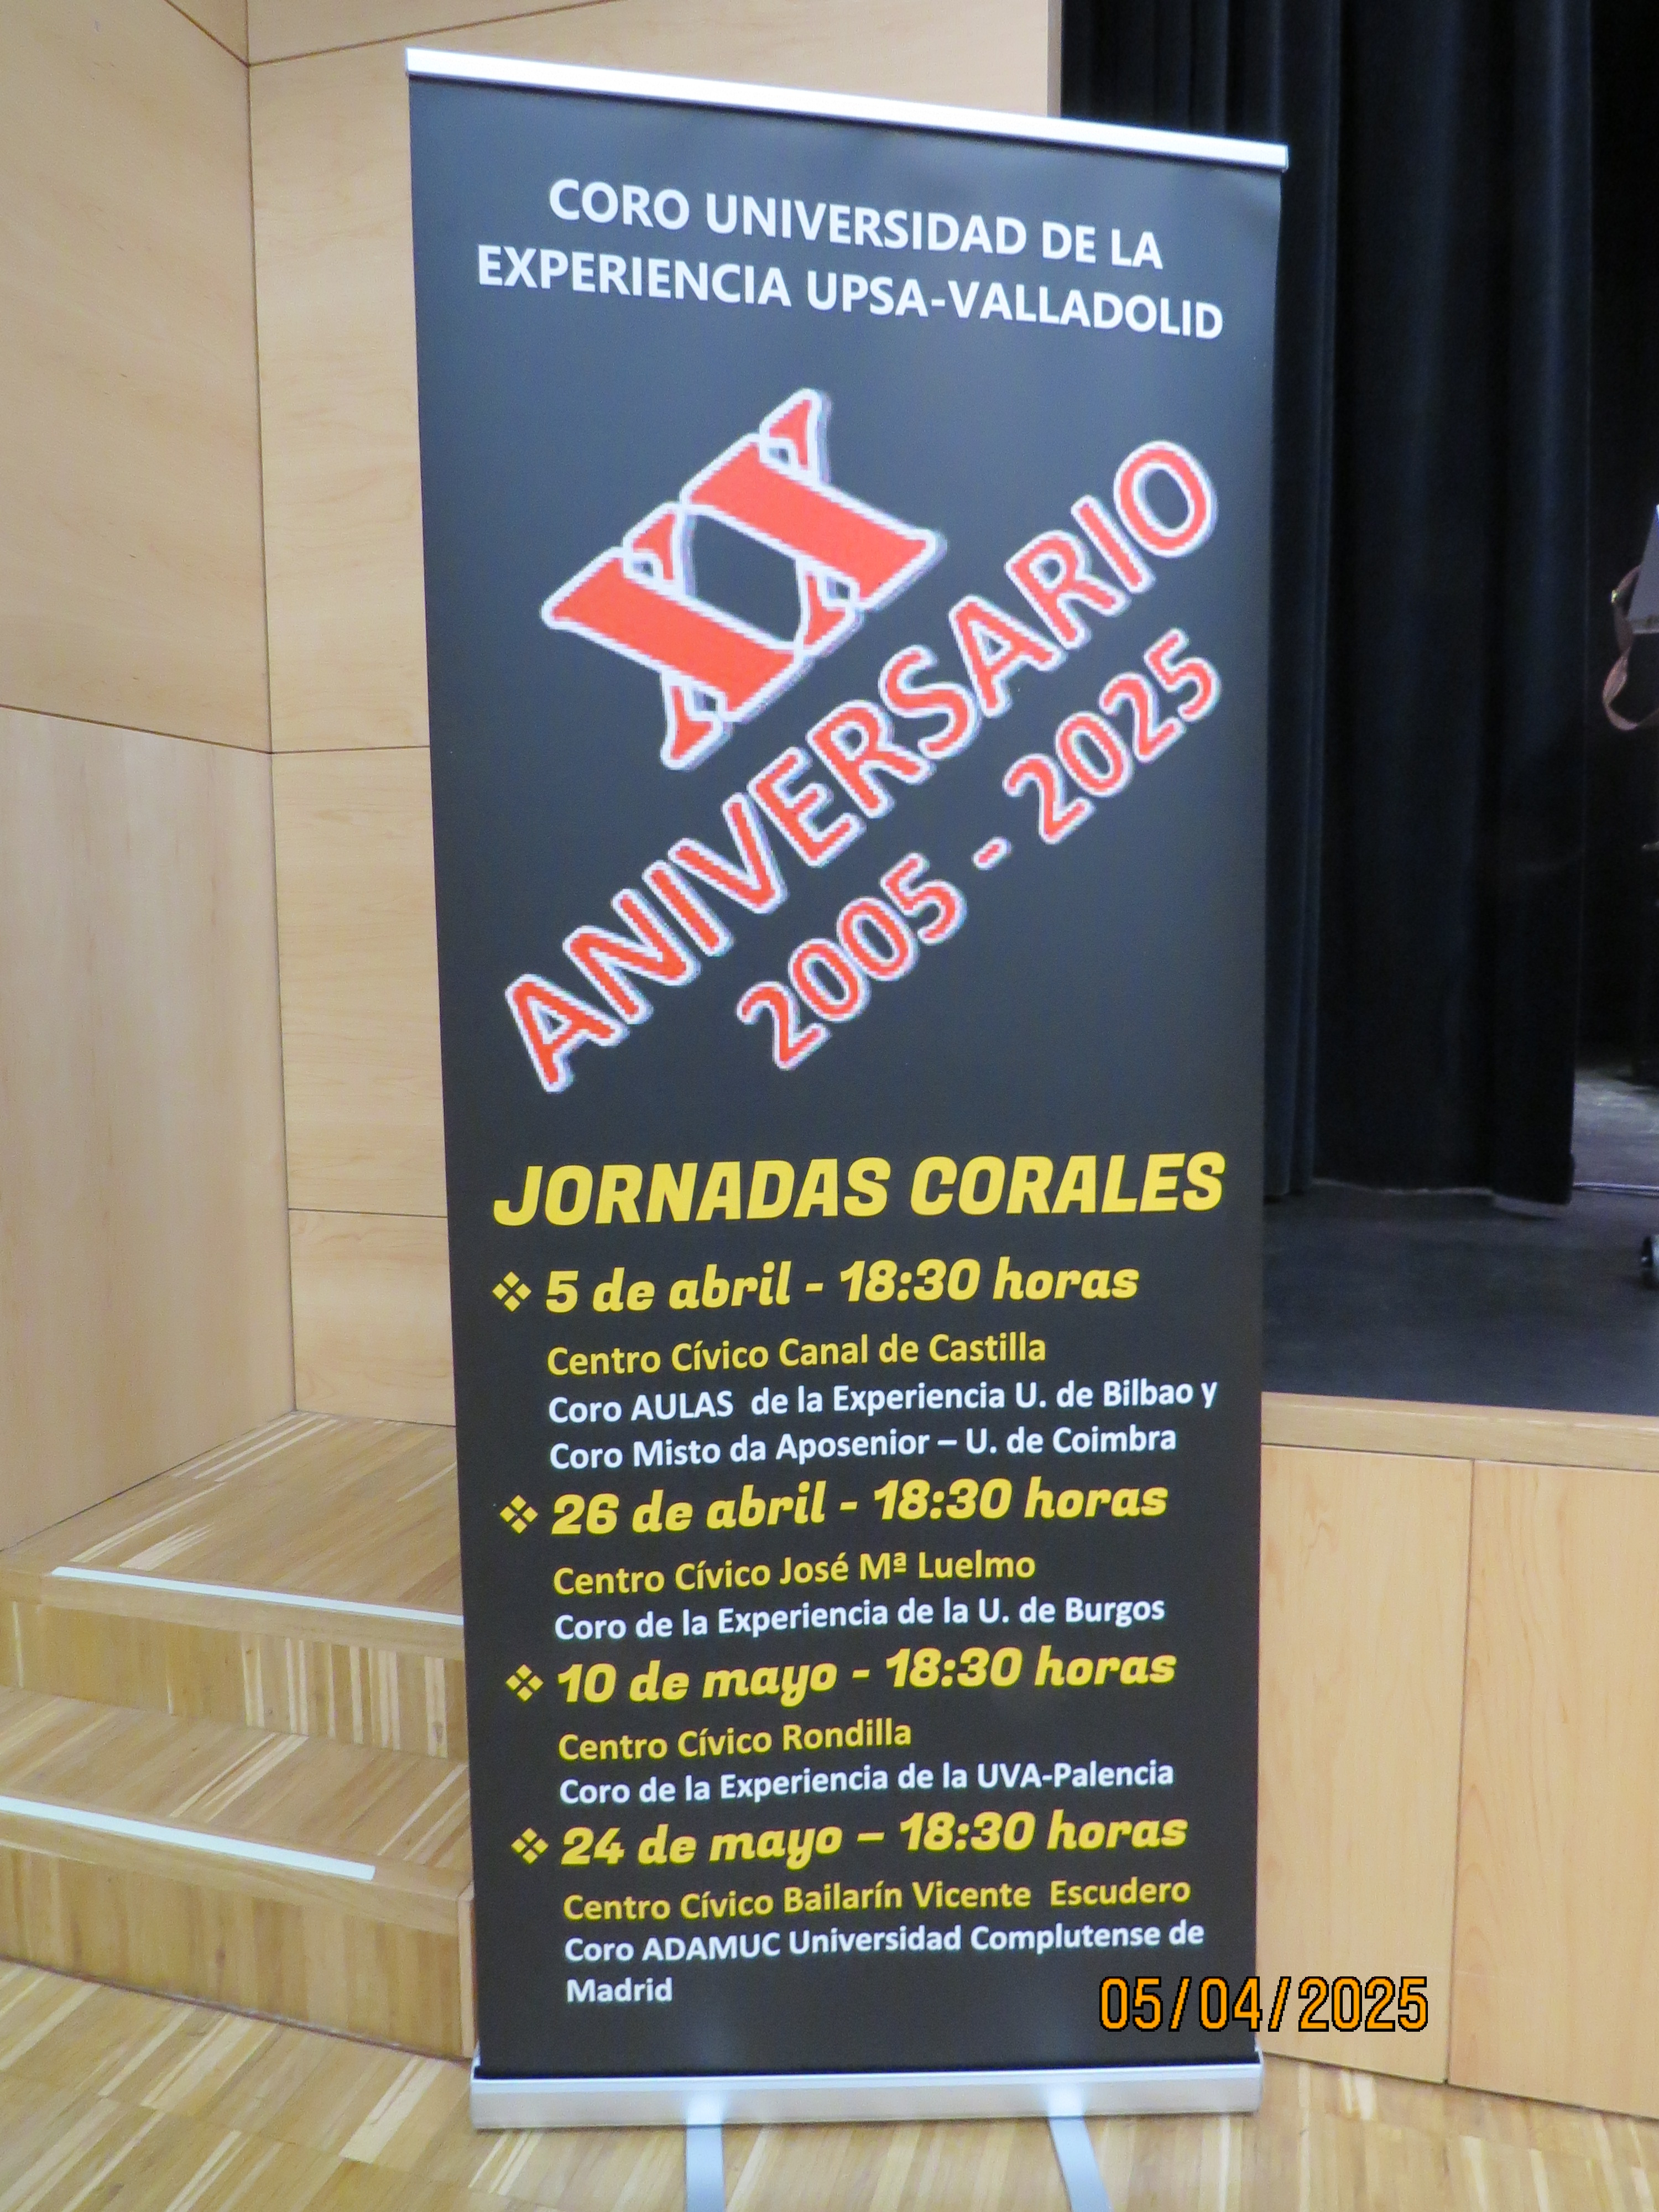 CORO UNIVERSIDAD DE LA
EXPERIENCIA UPSA-VALLADOLID
XX
ANIVERSARIO
2005 - 2025
JORNADAS CORALES
❖ 5 de abril - 18:30 horas
Centro Cívico Canal de Castilla
Coro AULAS de la Experiencia U. de Bilbao y
Coro Misto da Aposenior – U. de Coimbra
❖ 26 de abril - 18:30 horas
Centro Cívico José Mª Luelmo
Coro de la Experiencia de la U. de Burgos
❖ 10 de mayo - 18:30 horas
Centro Cívico Rondilla
Coro de la Experiencia de la UVA-Palencia
❖ 24 de mayo – 18:30 horas
Centro Cívico Bailarín Vicente Escudero
Coro ADAMUC Universidad Complutense de
Madrid
05/04/2025